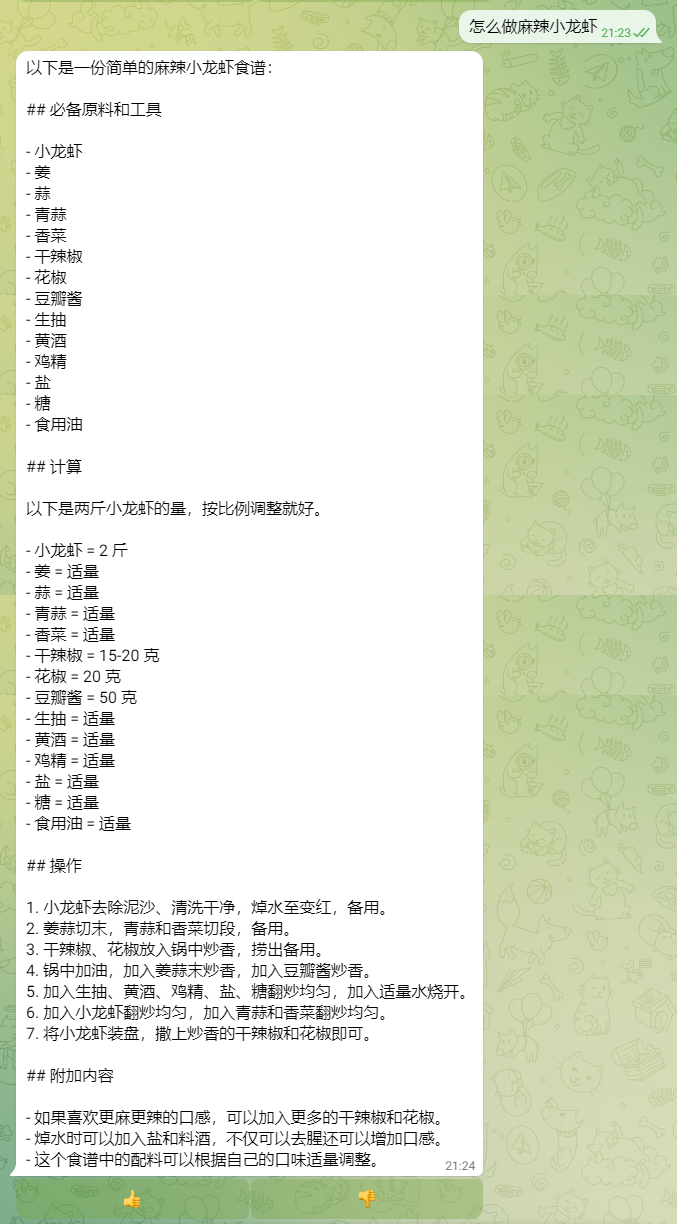 怎么做麻辣小龙虾 21:23
以下是一份简单的麻辣小龙虾食谱：
## 必备原料和工具
- 小龙虾
- 姜
- 蒜
- 青蒜
- 香菜
- 干辣椒
- 花椒
- 豆瓣酱
- 生抽
- 黄酒
- 鸡精
- 盐
- 糖
- 食用油
## 计算
以下是两斤小龙虾的量，按比例调整就好。
- 小龙虾 = 2 斤
- 姜 = 适量
- 蒜 = 适量
- 青蒜 = 适量
- 香菜 = 适量
- 干辣椒 = 15-20 克
- 花椒 = 20 克
- 豆瓣酱 = 50 克
- 生抽 = 适量
- 黄酒 = 适量
- 鸡精 = 适量
- 盐 = 适量
- 糖 = 适量
- 食用油 = 适量
## 操作
1. 小龙虾去除泥沙、清洗干净，焯水至变红，备用。
2. 姜蒜切末，青蒜和香菜切段，备用。
3. 干辣椒、花椒放入锅中炒香，捞出备用。
4. 锅中加油，加入姜蒜末炒香，加入豆瓣酱炒香。
5. 加入生抽、黄酒、鸡精、盐、糖翻炒均匀，加入适量水烧开。
6. 加入小龙虾翻炒均匀，加入青蒜和香菜翻炒均匀。
7. 将小龙虾装盘，撒上炒香的干辣椒和花椒即可。
## 附加内容
- 如果喜欢更麻更辣的口感，可以加入更多的干辣椒和花椒。
- 焯水时可以加入盐和料酒，不仅可以去腥还可以增加口感。
- 这个食谱中的配料可以根据自己的口味适量调整。
21:24